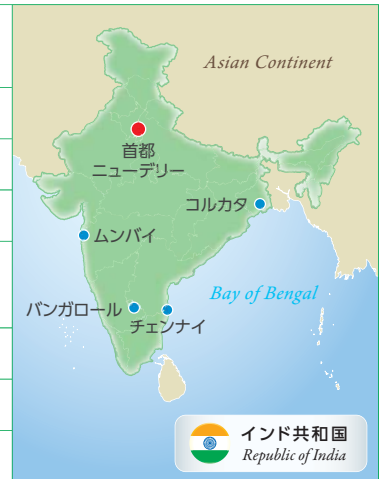 Asian Continent
首都
ニューデリー
コルカタ
ムンバイ
Bay of Bengal
バンガロール
チェンナイ
インド共和国
Republic of India